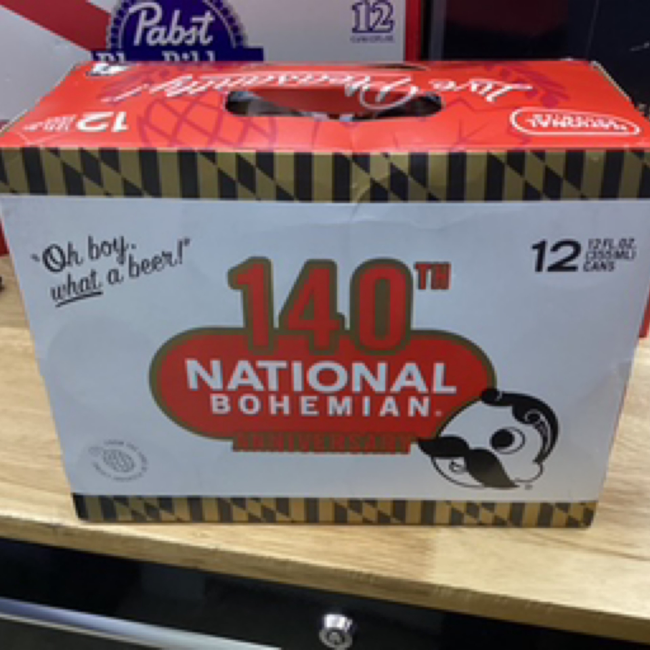 Pabst
12
12
Live Pleasantly
NATIONAL
"Oh boy,
what a beer!"
12 12 FL. OZ.
(355ML)
CANS
140TH
NATIONAL
BOHEMIAN®
ANNIVERSARY